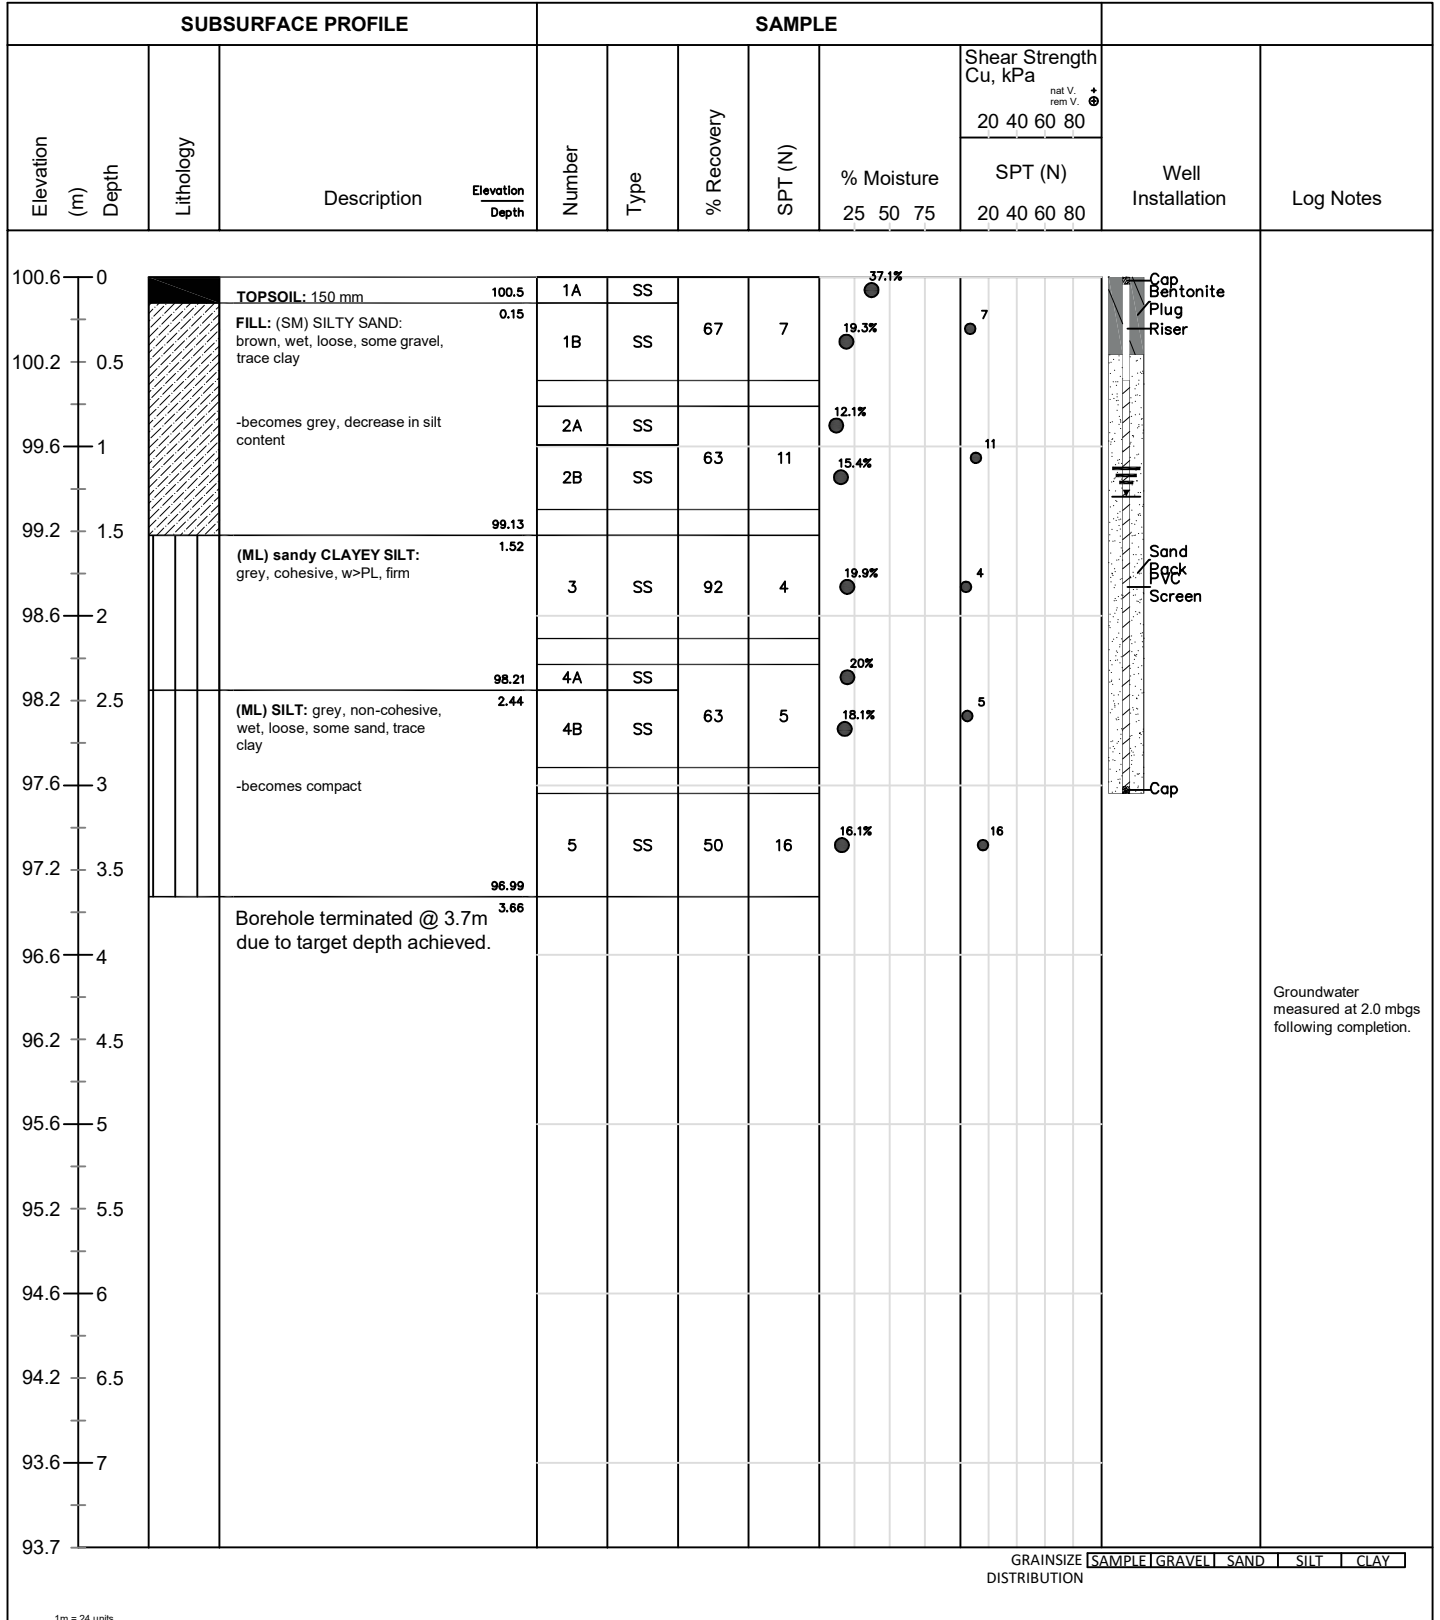 SUBSURFACE PROFILE
SAMPLE
Elevation
(m)
Depth
Lithology
Description
Elevation
Depth
Number
Type
% Recovery
SPT (N)
% Moisture
25 50 75
Shear Strength
Cu, kPa
nat V. +
rem V. ⊕
20 40 60 80
SPT (N)
20 40 60 80
Well
Installation
Log Notes
100.6 0
TOPSOIL: 150 mm 100.5
0.15
1A SS 37.1%
FILL: (SM) SILTY SAND:
brown, wet, loose, some gravel,
trace clay
1B SS 67 7 19.3% 7
Cap
Bentonite
Plug
Riser
100.2 0.5
-becomes grey, decrease in silt
content
2A SS 12.1%
99.6 1
63 11 11
2B SS 15.4%
99.13
99.2 1.5
1.52
(ML) sandy CLAYEY SILT:
grey, cohesive, w>PL, firm
3 SS 92 4 19.9% 4
Sand
Pack
PVC
Screen
98.6 2
98.21 4A SS 20%
98.2 2.5 2.44
(ML) SILT: grey, non-cohesive,
wet, loose, some sand, trace
clay
4B SS 63 5 18.1% 5
97.6 3
-becomes compact
Cap
5 SS 50 16 16.1% 16
97.2 3.5
96.99
3.66
Borehole terminated @ 3.7m
due to target depth achieved.
96.6 4
Groundwater
measured at 2.0 mbgs
following completion.
96.2 4.5
95.6 5
95.2 5.5
94.6 6
94.2 6.5
93.6 7
93.7
GRAINSIZE
DISTRIBUTION
SAMPLE GRAVEL SAND SILT CLAY
1m = 24 units